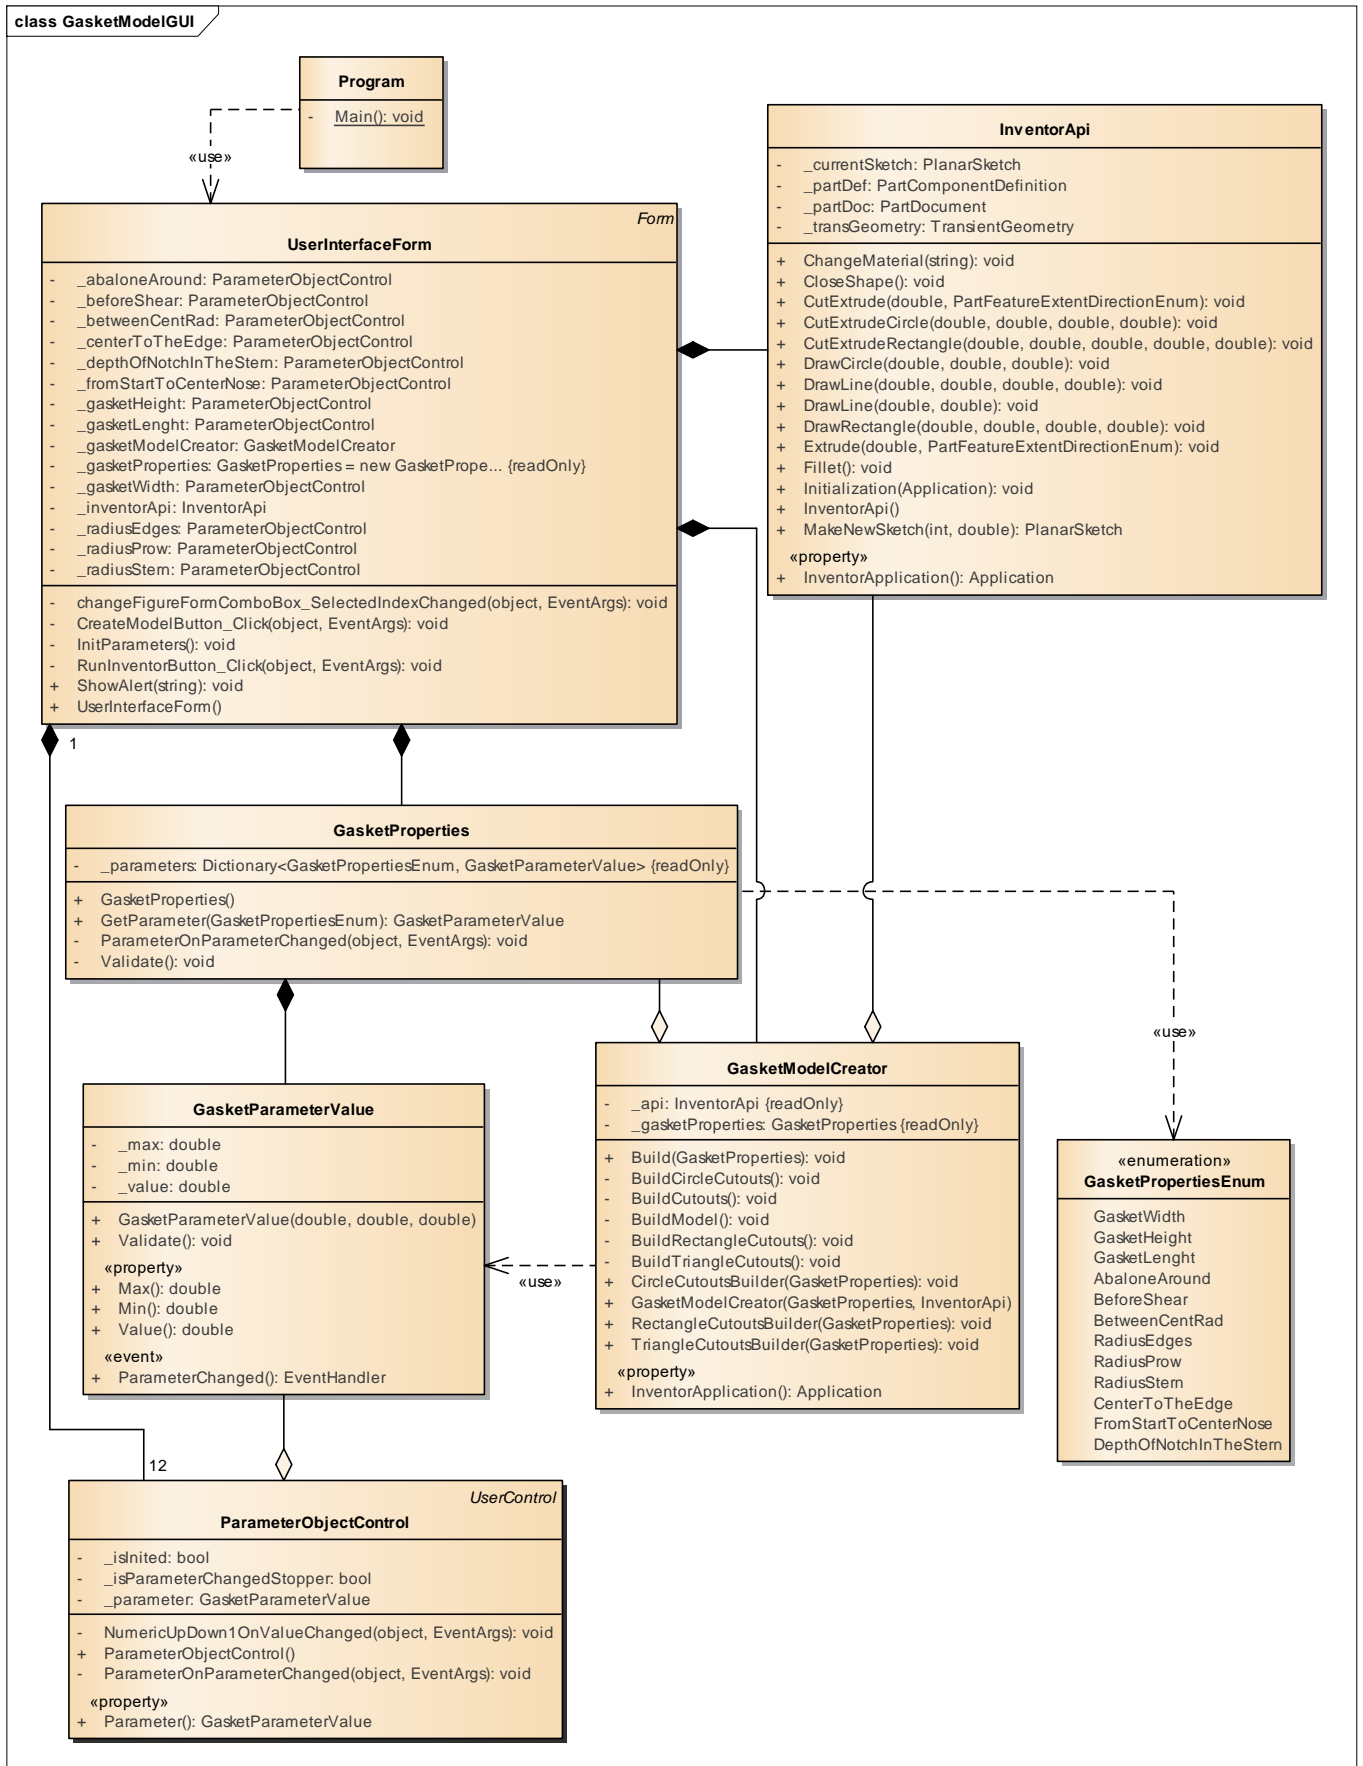 class GasketModelGUI
Program
- Main(): void
«use»
InventorApi
- _currentSketch: PlanarSketch
- _partDef: PartComponentDefinition
- _partDoc: PartDocument
- _transGeometry: TransientGeometry
+ ChangeMaterial(string): void
+ CloseShape(): void
+ CutExtrude(double, PartFeatureExtentDirectionEnum): void
+ CutExtrudeCircle(double, double, double, double): void
+ CutExtrudeRectangle(double, double, double, double, double): void
+ DrawCircle(double, double, double): void
+ DrawLine(double, double, double, double): void
+ DrawLine(double, double): void
+ DrawRectangle(double, double, double, double): void
+ Extrude(double, PartFeatureExtentDirectionEnum): void
+ Fillet(): void
+ Initialization(Application): void
+ InventorApi()
+ MakeNewSketch(int, double): PlanarSketch
«property»
+ InventorApplication(): Application
Form
UserInterfaceForm
- _abaloneAround: ParameterObjectControl
- _beforeShear: ParameterObjectControl
- _betweenCentRad: ParameterObjectControl
- _centerToTheEdge: ParameterObjectControl
- _depthOfNotchInTheStern: ParameterObjectControl
- _fromStartToCenterNose: ParameterObjectControl
- _gasketHeight: ParameterObjectControl
- _gasketLenght: ParameterObjectControl
- _gasketModelCreator: GasketModelCreator
- _gasketProperties: GasketProperties = new GasketPrope... {readOnly}
- _gasketWidth: ParameterObjectControl
- _inventorApi: InventorApi
- _radiusEdges: ParameterObjectControl
- _radiusProw: ParameterObjectControl
- _radiusStern: ParameterObjectControl
- changeFigureFormComboBox_SelectedIndexChanged(object, EventArgs): void
- CreateModelButton_Click(object, EventArgs): void
- InitParameters(): void
- RunInventorButton_Click(object, EventArgs): void
+ ShowAlert(string): void
+ UserInterfaceForm()
1
GasketProperties
- _parameters: Dictionary<GasketPropertiesEnum, GasketParameterValue> {readOnly}
+ GasketProperties()
+ GetParameter(GasketPropertiesEnum): GasketParameterValue
- ParameterOnParameterChanged(object, EventArgs): void
- Validate(): void
«use»
GasketModelCreator
- _api: InventorApi {readOnly}
- _gasketProperties: GasketProperties {readOnly}
+ Build(GasketProperties): void
- BuildCircleCutouts(): void
- BuildCutouts(): void
- BuildModel(): void
- BuildRectangleCutouts(): void
- BuildTriangleCutouts(): void
+ CircleCutoutsBuilder(GasketProperties): void
+ GasketModelCreator(GasketProperties, InventorApi)
+ RectangleCutoutsBuilder(GasketProperties): void
+ TriangleCutoutsBuilder(GasketProperties): void
«property»
+ InventorApplication(): Application
GasketParameterValue
- _max: double
- _min: double
- _value: double
+ GasketParameterValue(double, double, double)
+ Validate(): void
«property»
+ Max(): double
+ Min(): double
+ Value(): double
«event»
+ ParameterChanged(): EventHandler
«use»
«enumeration»
GasketPropertiesEnum
GasketWidth
GasketHeight
GasketLenght
AbaloneAround
BeforeShear
BetweenCentRad
RadiusEdges
RadiusProw
RadiusStern
CenterToTheEdge
FromStartToCenterNose
DepthOfNotchInTheStern
12
UserControl
ParameterObjectControl
- _isInited: bool
- _isParameterChangedStopper: bool
- _parameter: GasketParameterValue
- NumericUpDown1OnValueChanged(object, EventArgs): void
+ ParameterObjectControl()
- ParameterOnParameterChanged(object, EventArgs): void
«property»
+ Parameter(): GasketParameterValue